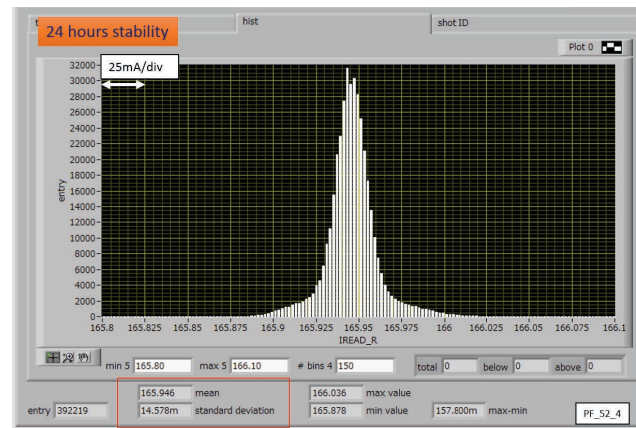 t
24 hours stability
hist
shot ID
Plot 0
25mA/div
32000
30000
28000
26000
24000
22000
20000
18000
16000
14000
12000
10000
8000
6000
4000
2000
0
entry
165.8 165.825 165.85 165.875 165.9 165.925 165.95 165.975 166 166.025 166.05 166.075 166.1
IREAD_R
min 5 165.80 max 5 166.10 # bins 4 150 total 0 below 0 above 0
165.946 mean 166.036 max value
entry 392219 14.578m standard deviation 165.878 min value 157.800m max-min
PF_52_4